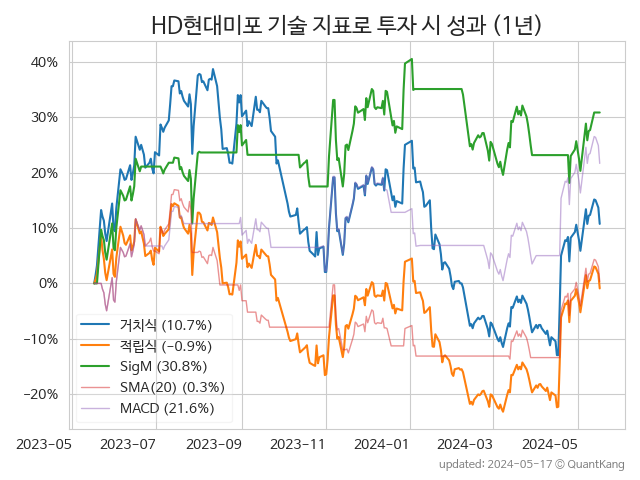 HD현대미포 기술 지표로 투자 시 성과 (1년)
40%
30%
20%
10%
0%
−10%
−20%
거치식 (10.7%)
적립식 (−0.9%)
SigM (30.8%)
SMA(20) (0.3%)
MACD (21.6%)
2023−05
2023−07
2023−09
2023−11
2024−01
2024−03
2024−05
updated: 2024−05−17 © QuantKang